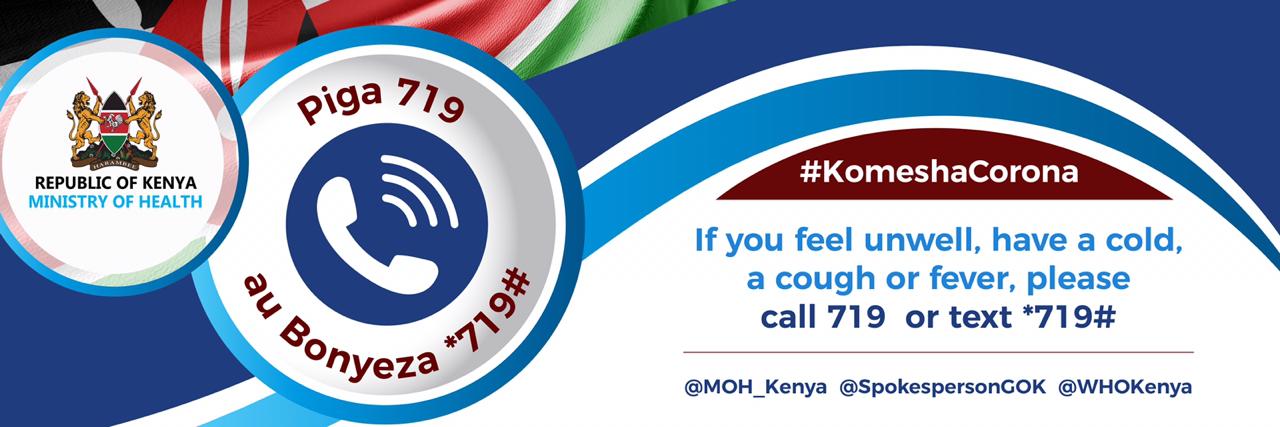 HARAMBEE
REPUBLIC OF KENYA
MINISTRY OF HEALTH
Piga 719
au Bonyeza *719#
#KomeshaCorona
If you feel unwell, have a cold,
a cough or fever, please
call 719 or text *719#
@MOH_Kenya @SpokespersonGOK @WHOKenya